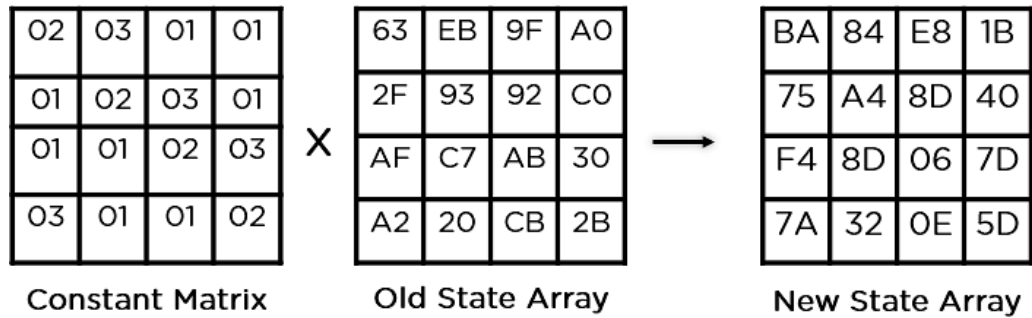 02 03 01 01 63 EB 9F A0 BA 84 E8 1B
01 02 03 01 2F 93 92 C0 75 A4 8D 40
X
01 01 02 03 AF C7 AB 30 F4 8D 06 7D
03 01 01 02 A2 20 CB 2B 7A 32 0E 5D
Constant Matrix Old State Array New State Array